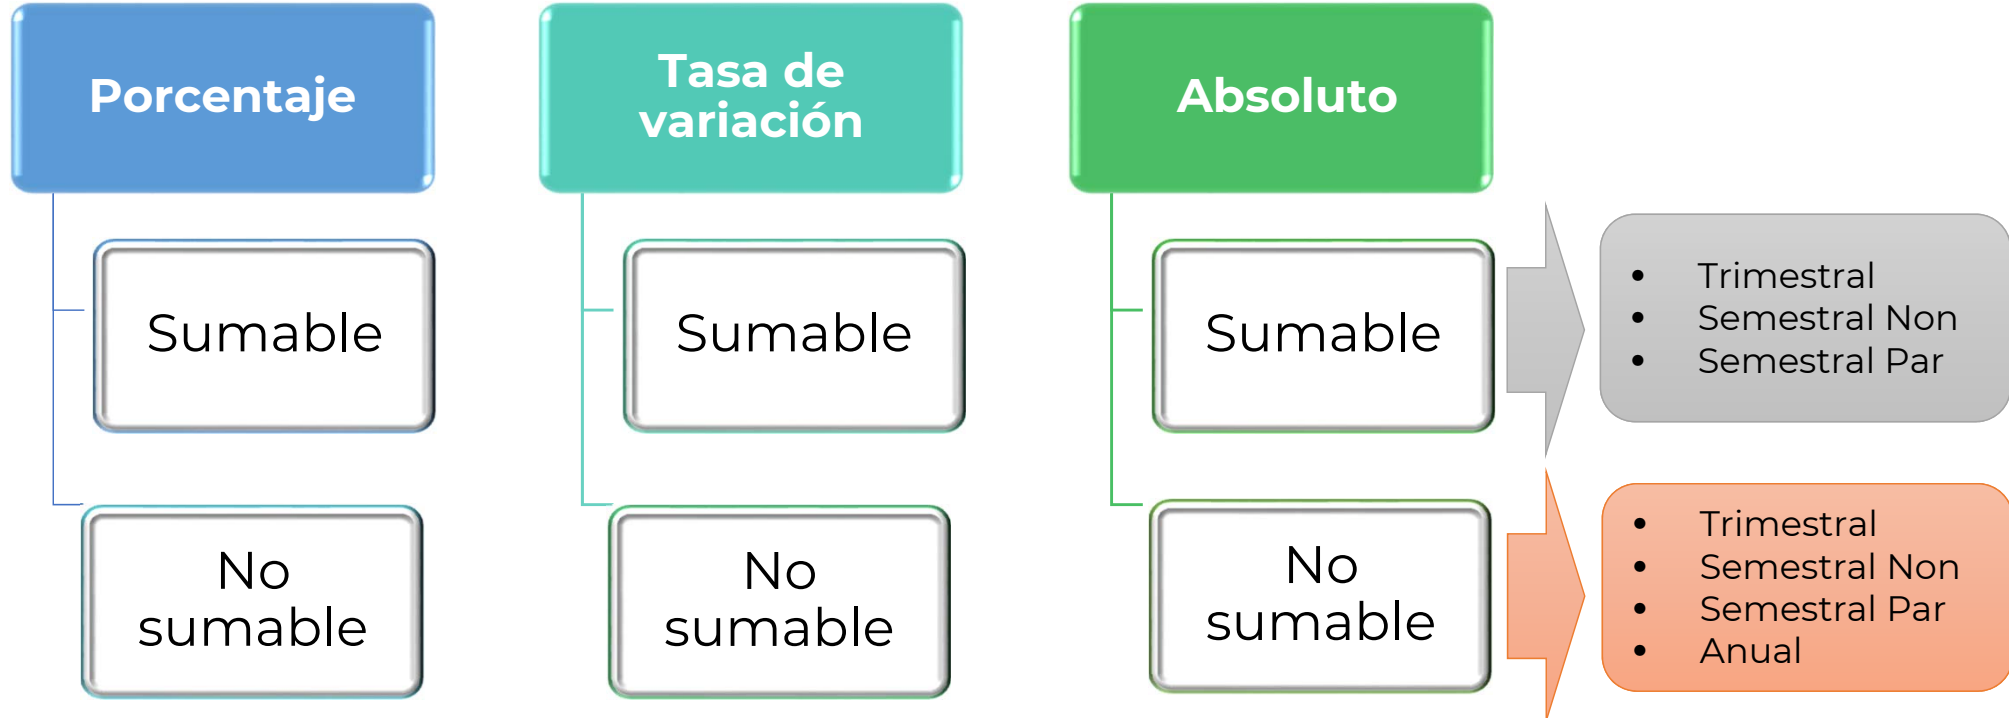 Porcentaje
Sumable
No
sumable
Tasa de
variación
Sumable
No
sumable
Absoluto
Sumable
• Trimestral
• Semestral Non
• Semestral Par
No
sumable
• Trimestral
• Semestral Non
• Semestral Par
• Anual